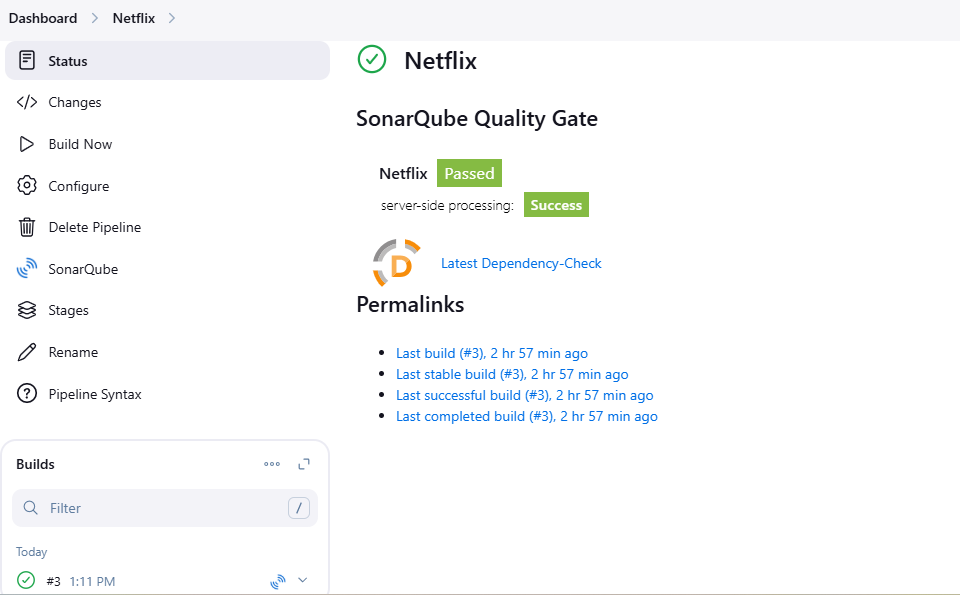 Dashboard > Netflix >
Status
Changes
Build Now
Configure
Delete Pipeline
SonarQube
Stages
Rename
Pipeline Syntax
Builds
Filter /
Today
#3 1:11 PM
Netflix
SonarQube Quality Gate
Netflix Passed
server-side processing: Success
D Latest Dependency-Check
Permalinks
Last build (#3), 2 hr 57 min ago
Last stable build (#3), 2 hr 57 min ago
Last successful build (#3), 2 hr 57 min ago
Last completed build (#3), 2 hr 57 min ago